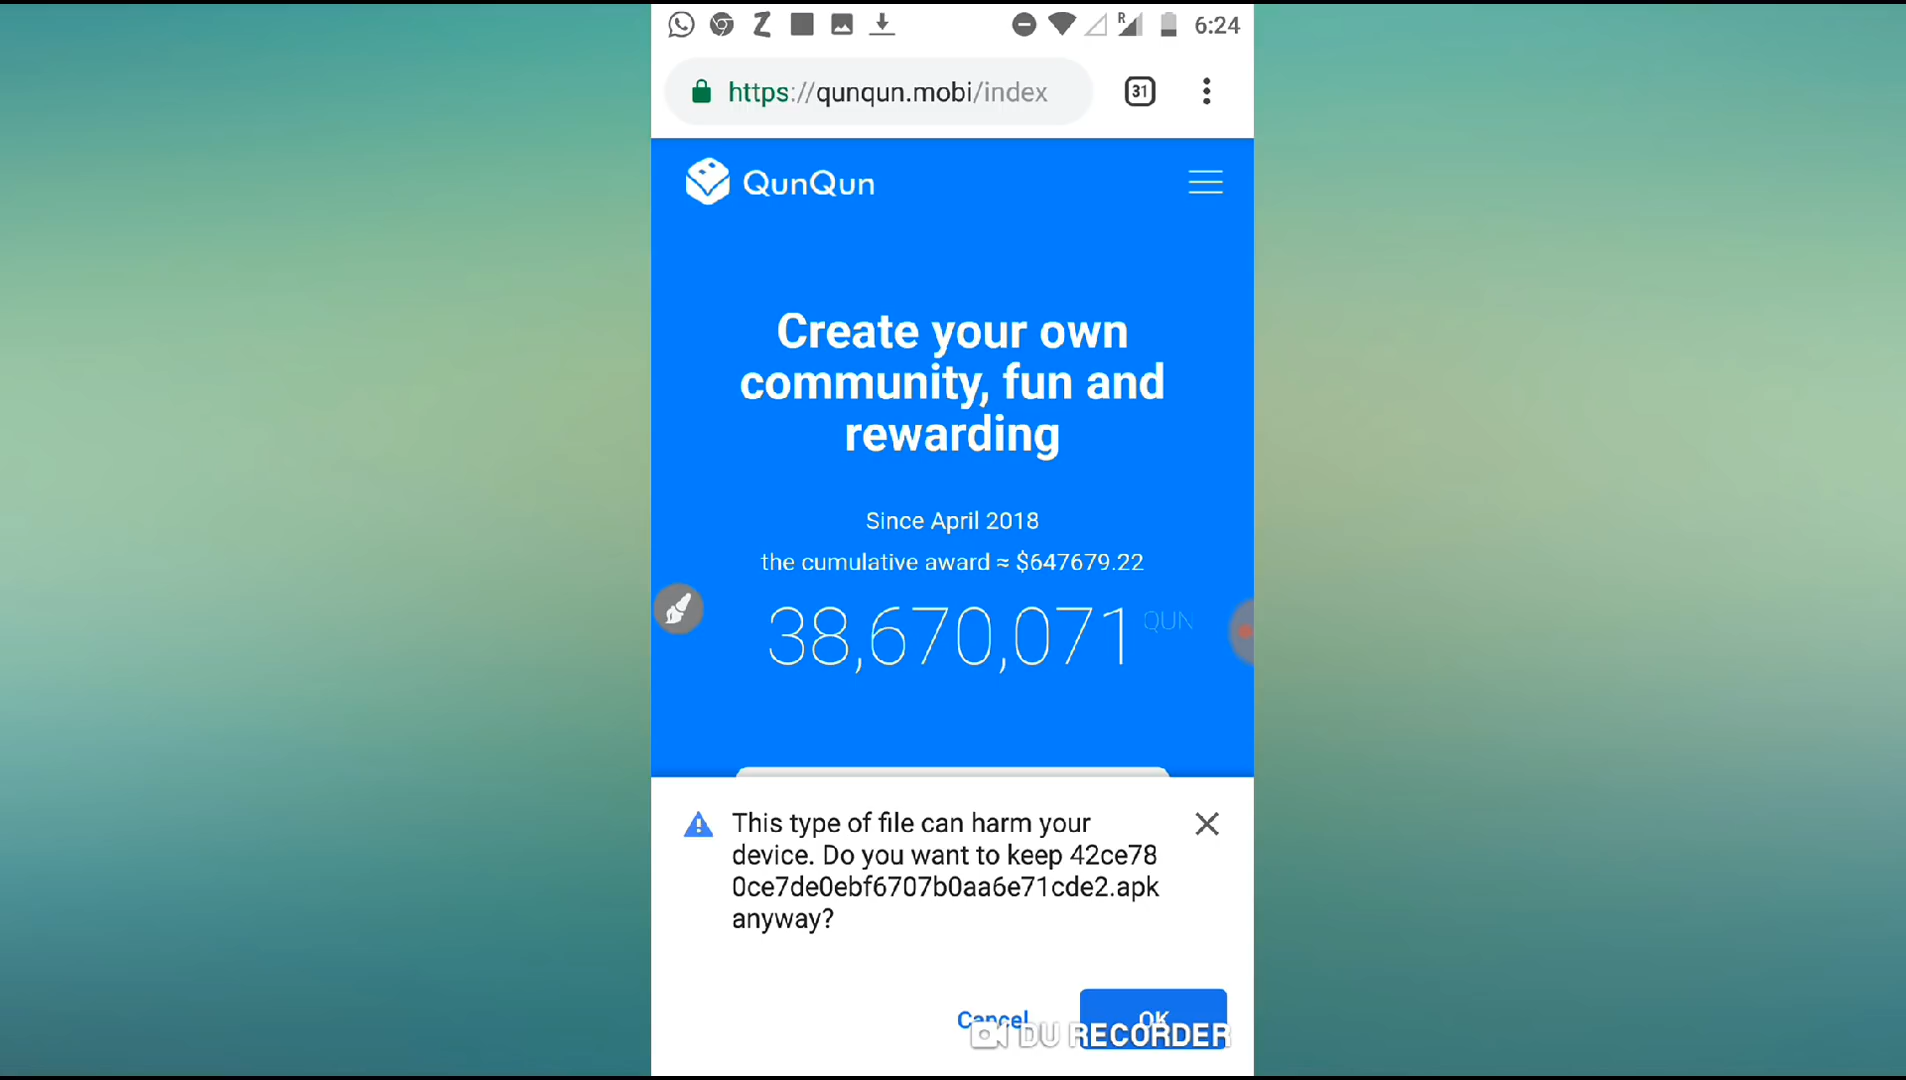 6:24
https://qunqun.mobi/index
31
QunQun
Create your own
community, fun and
rewarding
Since April 2018
the cumulative award ≈ $647679.22
38,670,071 QUN
This type of file can harm your
device. Do you want to keep 42ce78
0ce7de0ebf6707b0aa6e71cde2.apk
anyway?
Cancel OK
DU RECORDER